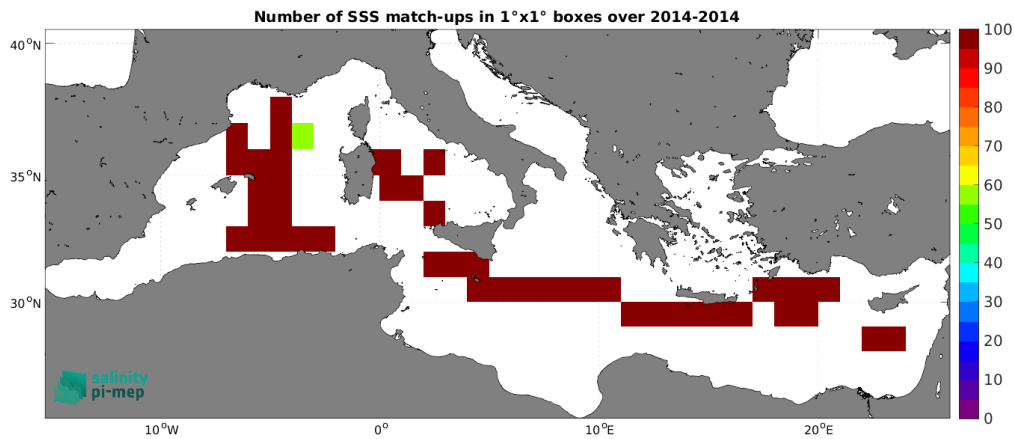 Number of SSS match-ups in 1°x1° boxes over 2014-2014
40°N
35°N
30°N
10°W
0°
10°E
20°E
100
90
80
70
60
50
40
30
20
10
0
salinity
pi-mep